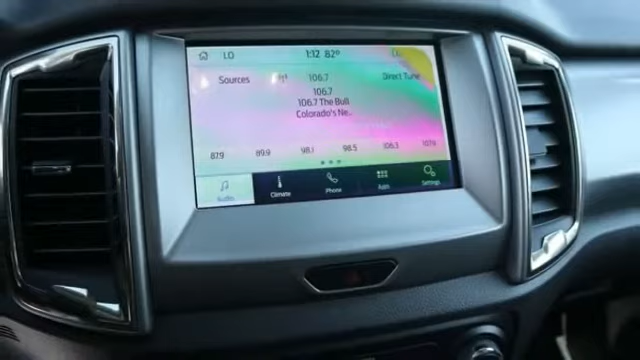 LO 1:12 82° LO
Sources 106.7 Direct Tune
106.7
106.7 The Bull
Colorado's Ne..
87.9 89.9 98.1 98.5 106.3 107.9
Audio Climate Phone Apps Settings